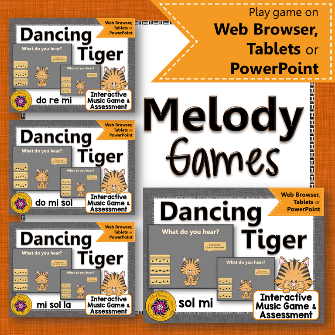 Play game on
Web Browser,
Tablets or
PowerPoint
Melody
Games
Dancing
Tiger
Web Browser,
Tablets or
PowerPoint
What do you hear?
do re mi
Interactive
Music Game &
Assessment
Dancing
Tiger
Web Browser,
Tablets or
PowerPoint
What do you hear?
do mi sol
Interactive
Music Game &
Assessment
Dancing
Tiger
Web Browser,
Tablets or
PowerPoint
What do you hear?
mi sol la
Interactive
Music Game &
Assessment
Web Browser,
Tablets or
PowerPoint
Dancing
Tiger
What do you hear?
What do you hear?
sol mi
Interactive
Music Game &
Assessment